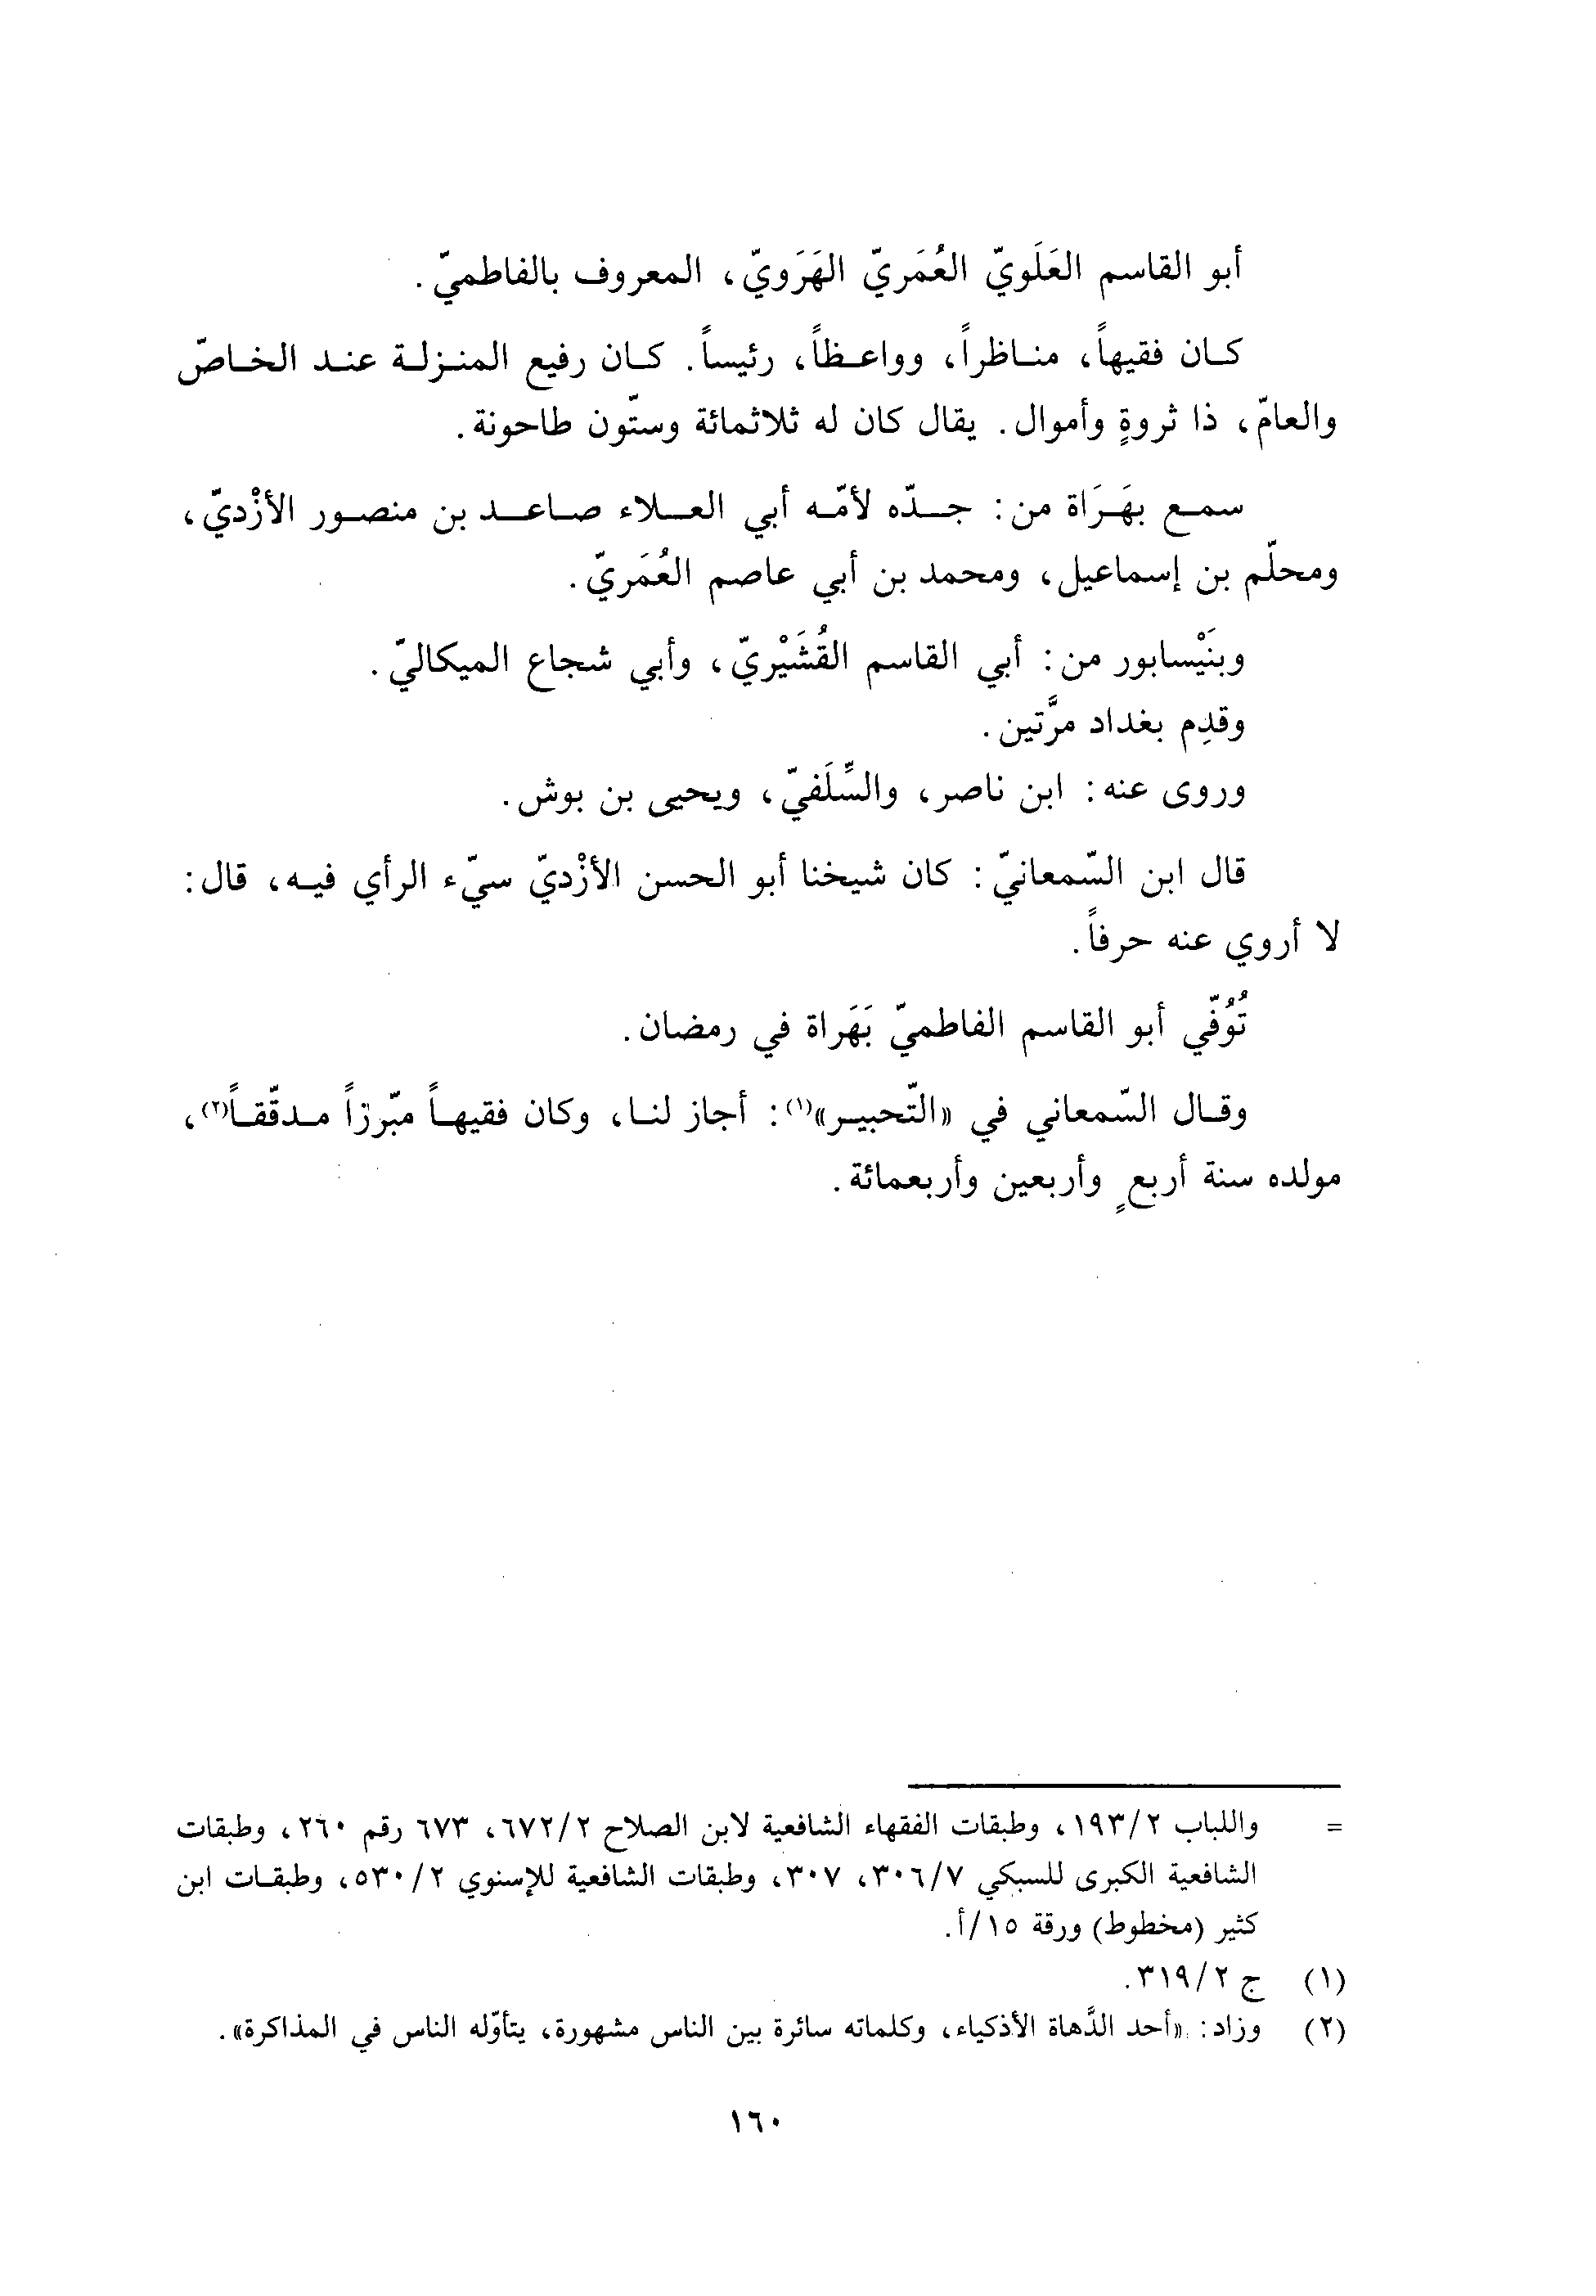 أبو القاسم العَلَويّ العُمَريّ الهَرَويّ، المعروف بالفاطميّ.
كان فقيهاً، مناظراً، وواعظاً، رئيساً. كان رفيع المنزلة عند الخاصّ
والعامّ، ذا ثروةٍ وأموال. يقال كان له ثلاثمائة وستّون طاحونة.
سمع بهَرَاة من: جدّه لأمّه أبي العلاء صاعد بن منصور الأزْديّ،
ومحلّم بن إسماعيل، ومحمد بن أبي عاصم العُمَريّ.
وبنَيْسابور من: أبي القاسم القُشَيْريّ، وأبي شجاع الميكاليّ.
وقدِم بغداد مرَّتين.
وروى عنه: ابن ناصر، والسِّلَفيّ، ويحيى بن بوش.
قال ابن السّمعانيّ: كان شيخنا أبو الحسن الأزْديّ سيّء الرأي فيه، قال:
لا أروي عنه حرفاً.
تُوُفّي أبو القاسم الفاطميّ بَهَراة في رمضان.
وقال السّمعاني في «التّحبير»(١): أجاز لنا، وكان فقيهاً مبّرزاً مدقّقاً(٢)،
مولده سنة أربعٍ وأربعين وأربعمائة.
= واللباب ١٩٣/٢، وطبقات الفقهاء الشافعية لابن الصلاح ٦٧٢/٢، ٦٧٣ رقم ٢٦٠، وطبقات
الشافعية الكبرى للسبكي ٣٠٦/٧، ٣٠٧، وطبقات الشافعية للإسنوي ٥٣٠/٢، وطبقات ابن
كثير (مخطوط) ورقة ١٥/أ.
(١) ج ٣١٩/٢.
(٢) وزاد: «أحد الدَّهاة الأذكياء، وكلماته سائرة بين الناس مشهورة، يتأوّله الناس في المذاكرة».
١٦٠